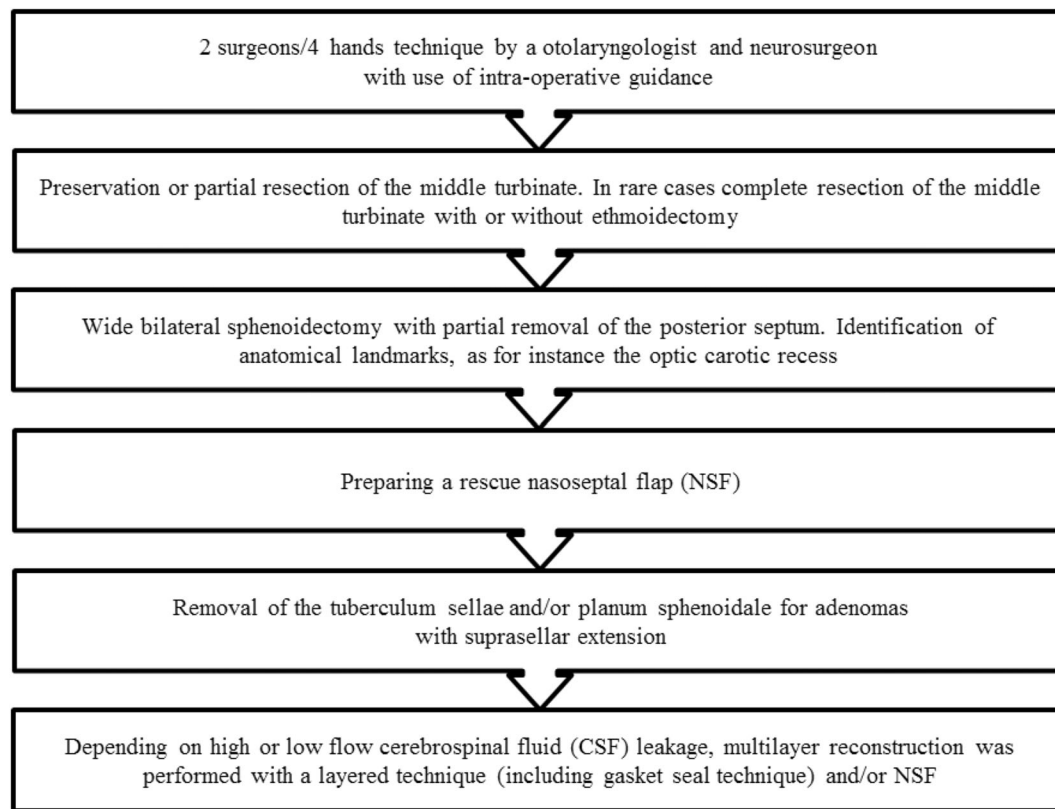 2 surgeons/4 hands technique by a otolaryngologist and neurosurgeon
with use of intra-operative guidance
Preservation or partial resection of the middle turbinate. In rare cases complete resection of the middle
turbinate with or without ethmoidectomy
Wide bilateral sphenoidectomy with partial removal of the posterior septum. Identification of
anatomical landmarks, as for instance the optic carotic recess
Preparing a rescue nasoseptal flap (NSF)
Removal of the tuberculum sellae and/or planum sphenoidale for adenomas
with suprasellar extension
Depending on high or low flow cerebrospinal fluid (CSF) leakage, multilayer reconstruction was
performed with a layered technique (including gasket seal technique) and/or NSF